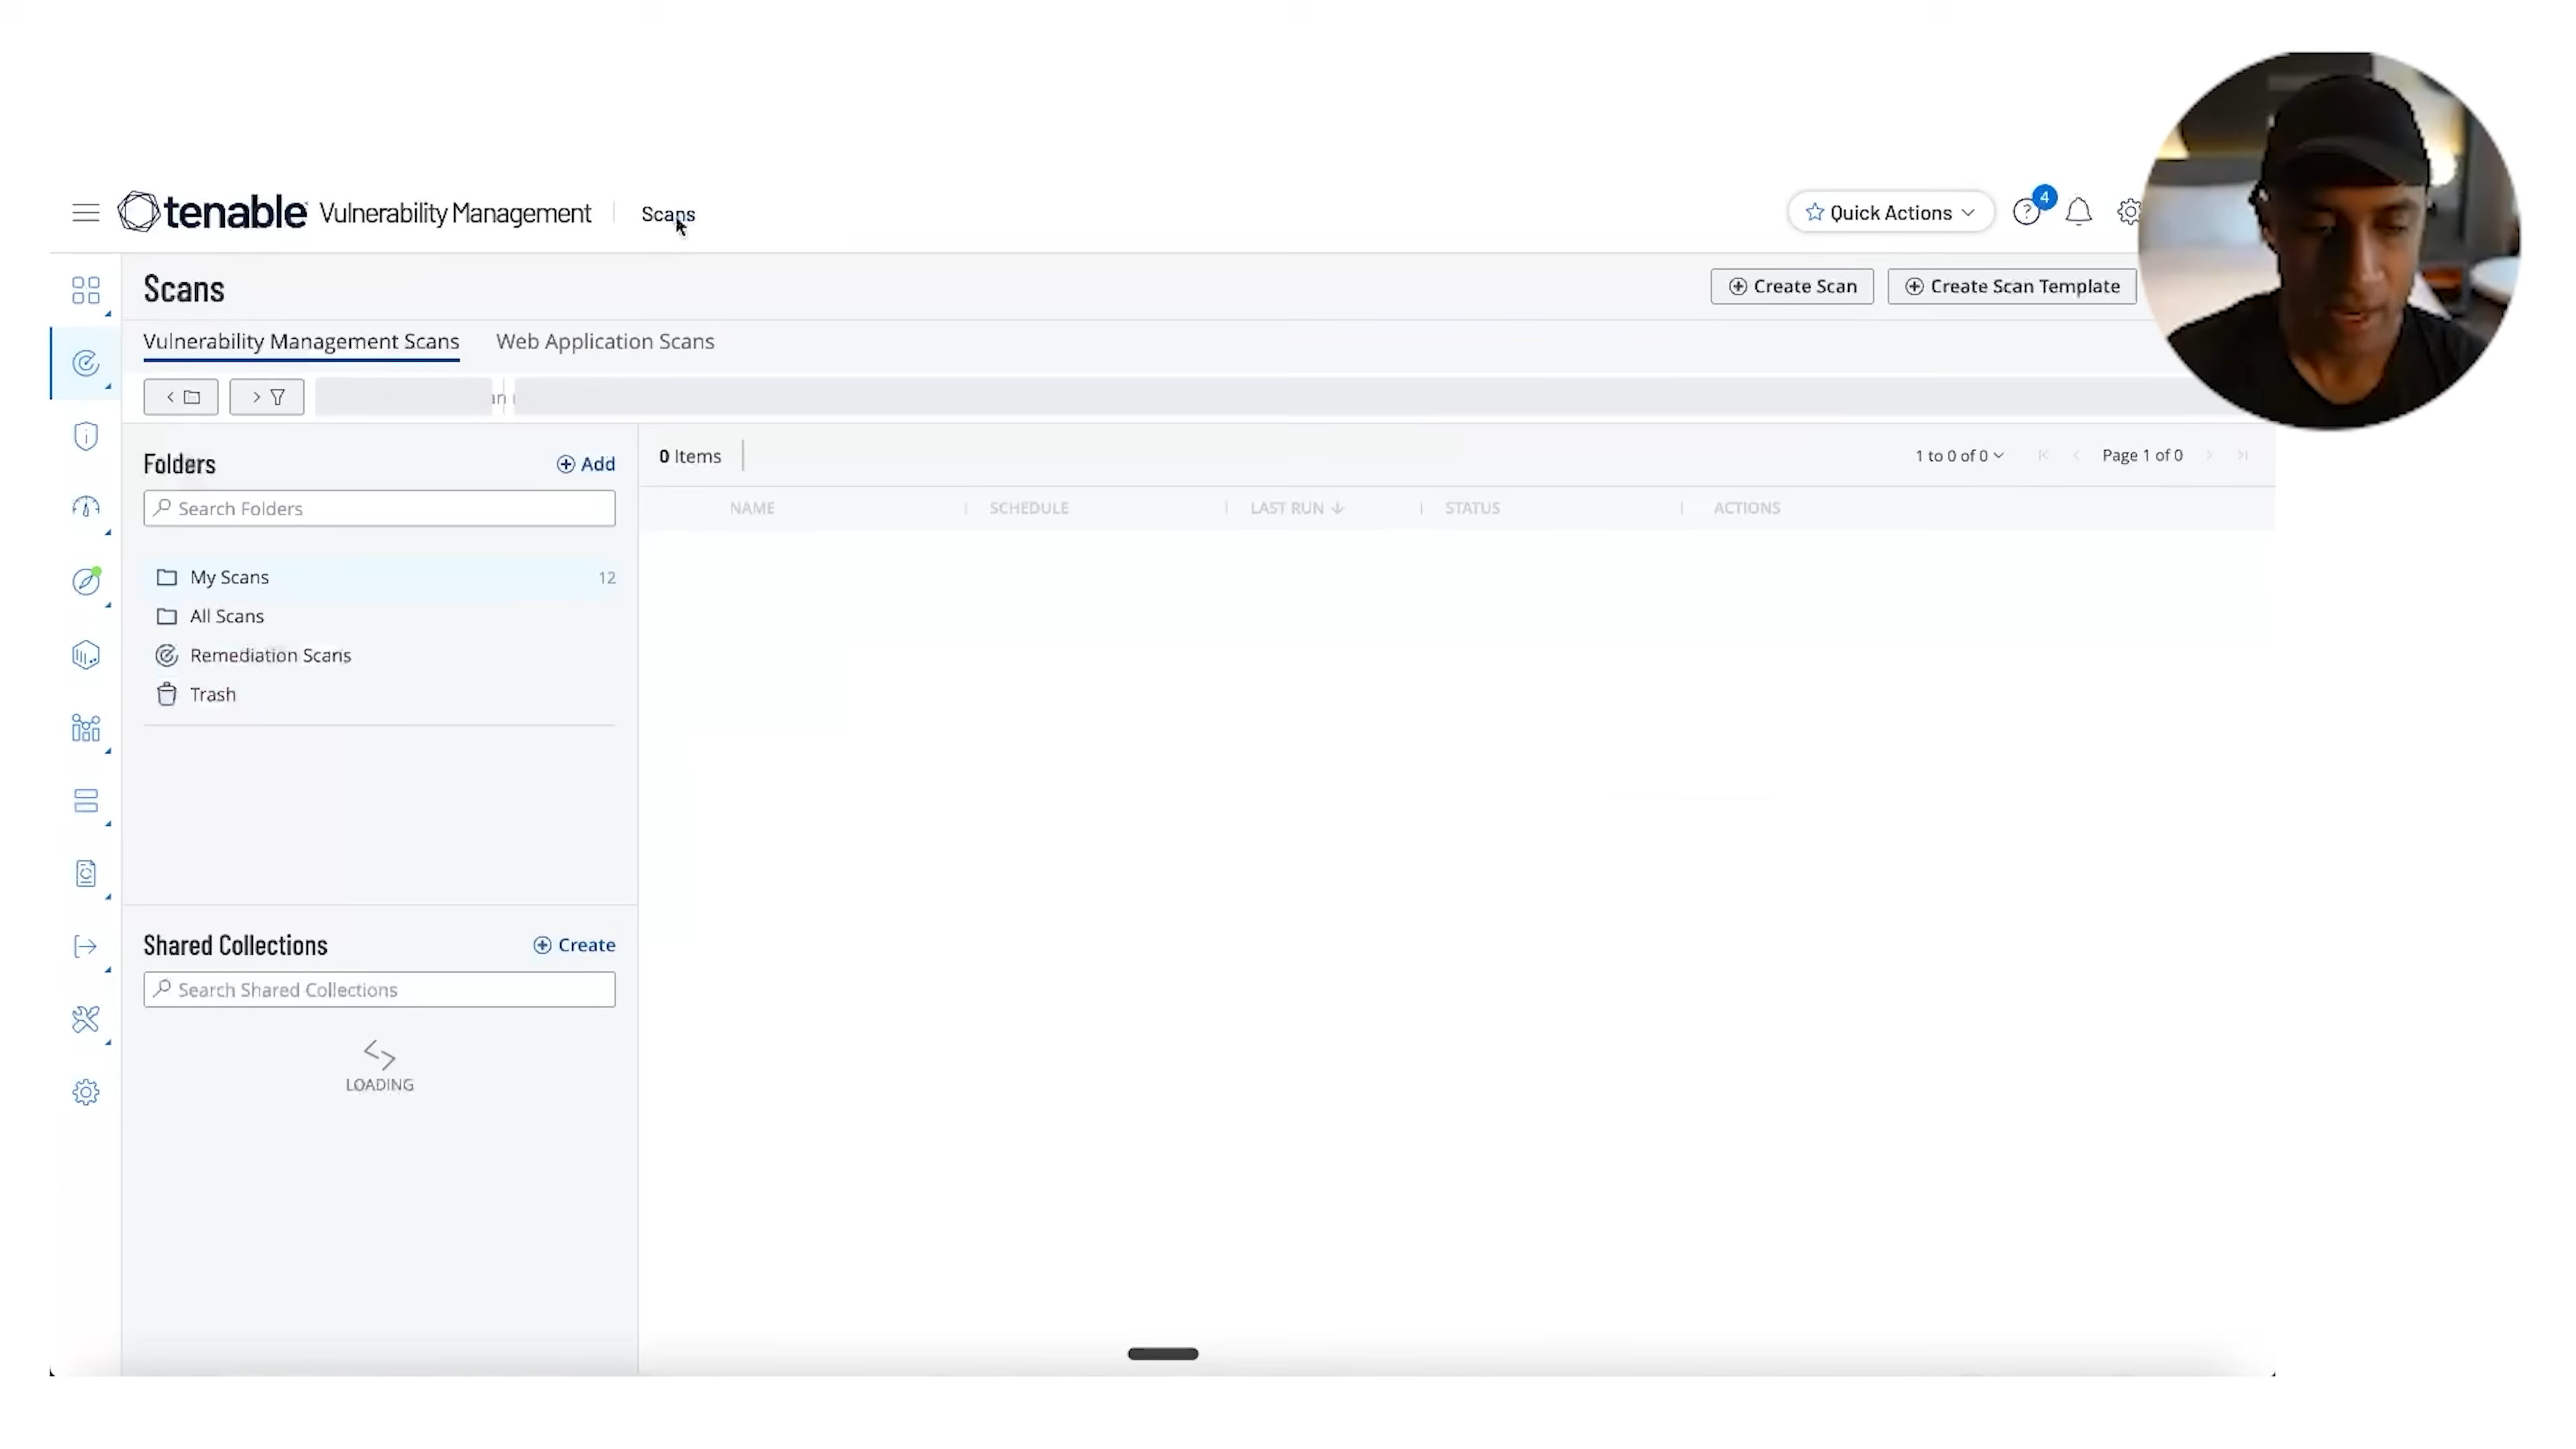 tenable Vulnerability Management | Scans
Quick Actions
4
Scans
Create Scan
Create Scan Template
Vulnerability Management Scans
Web Application Scans
Folders
Add
Search Folders
My Scans 12
All Scans
Remediation Scans
Trash
0 Items
1 to 0 of 0
Page 1 of 0
NAME
SCHEDULE
LAST RUN
STATUS
ACTIONS
Shared Collections
Create
Search Shared Collections
LOADING